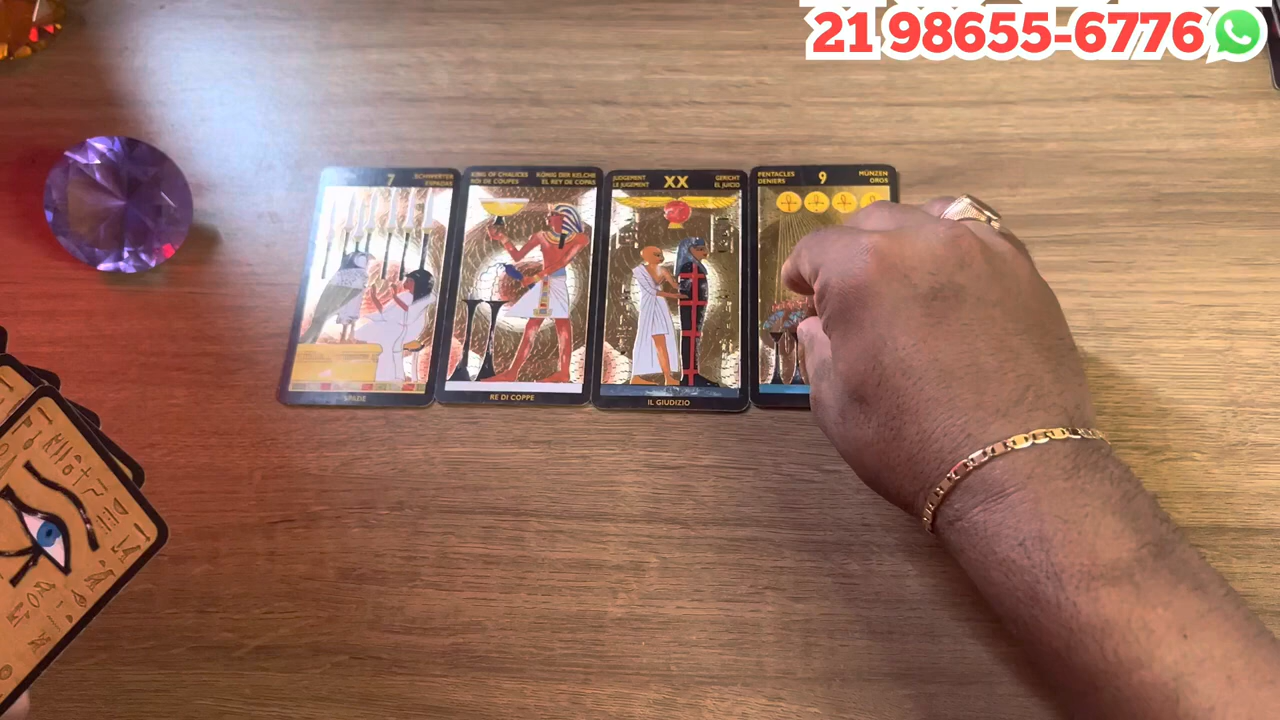 21 98655-6776
7
SCHWERTER
ESPADAS
SPADE
KING OF CHALICES
ROI DE COUPES
KÖNIG DER KELCHE
EL REY DE COPAS
RE DI COPPE
JUDGEMENT
LE JUGEMENT
XX
GERICHT
EL JUICIO
IL GIUDIZIO
PENTACLES
DENIERS
9
MÜNZEN
OROS